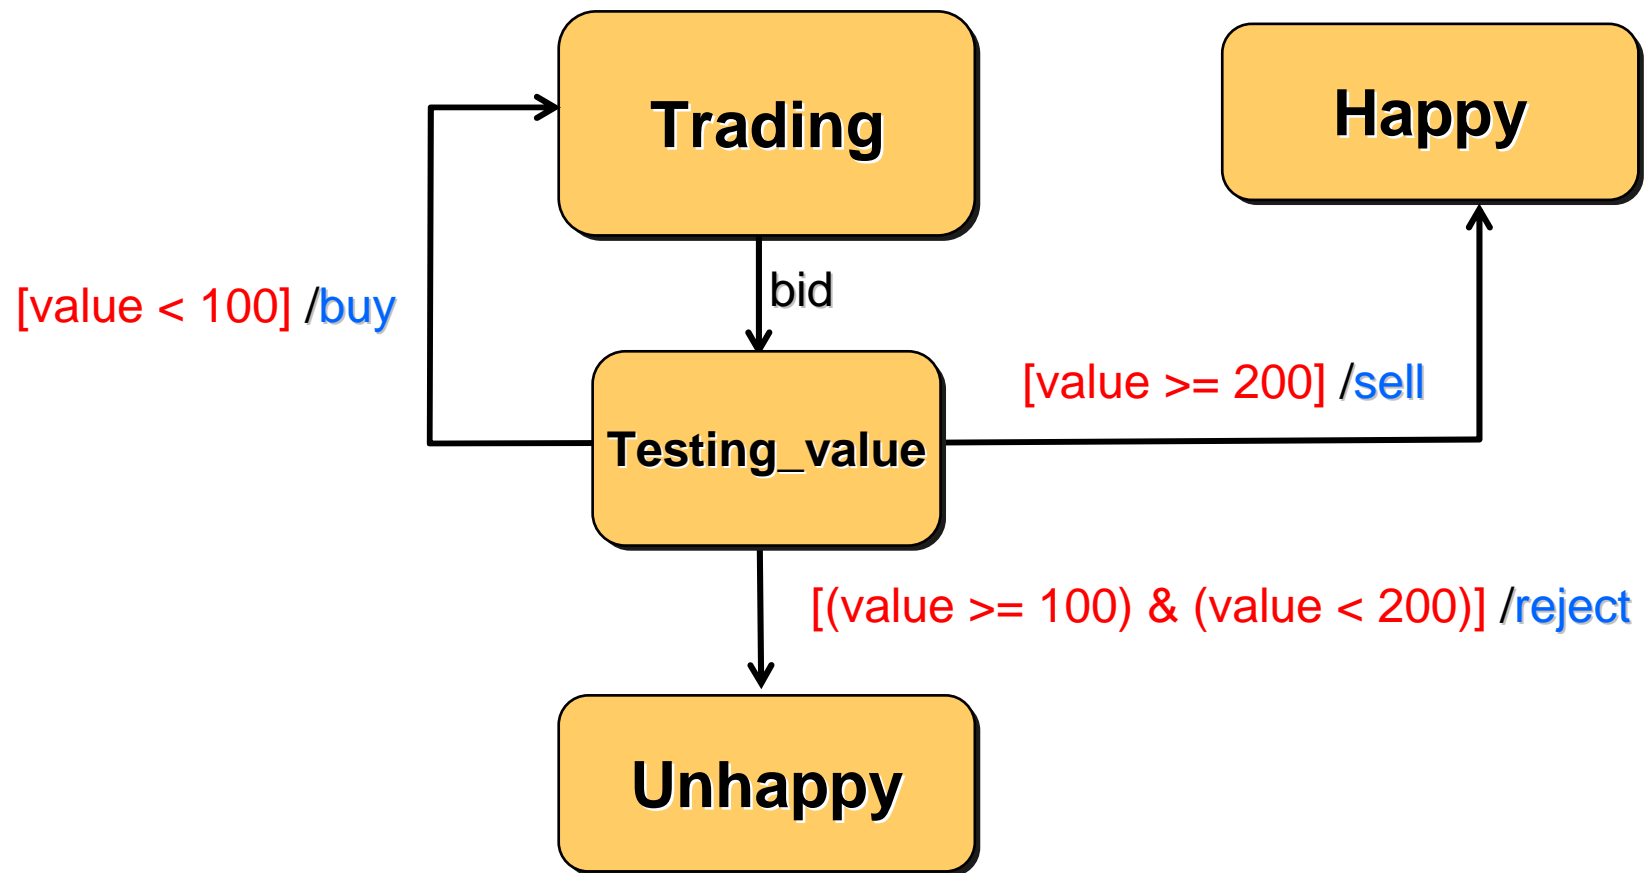 Trading
Happy
[value < 100] /buy
bid
[value >= 200] /sell
Testing_value
[(value >= 100) & (value < 200)] /reject
Unhappy